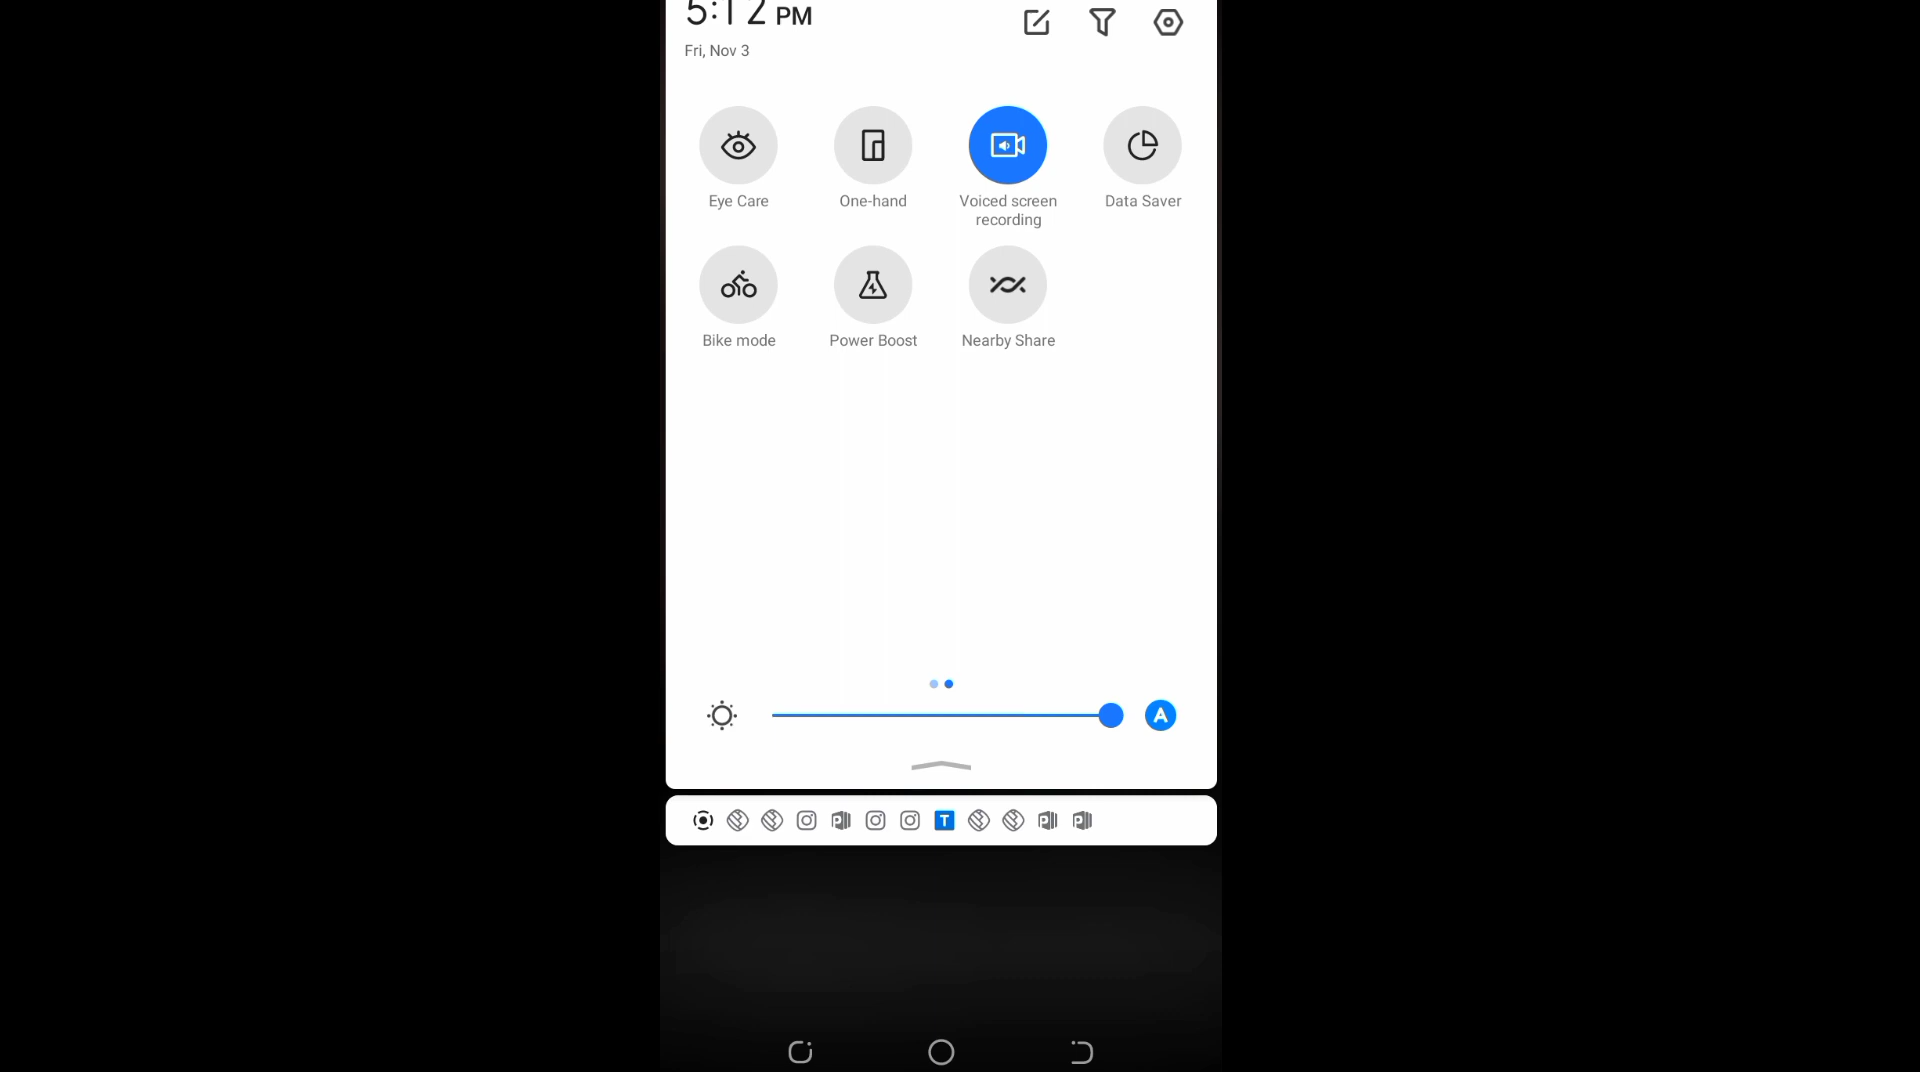 5:12 PM
Fri, Nov 3
Eye Care
One-hand
Voiced screen
recording
Data Saver
Bike mode
Power Boost
Nearby Share
A
T